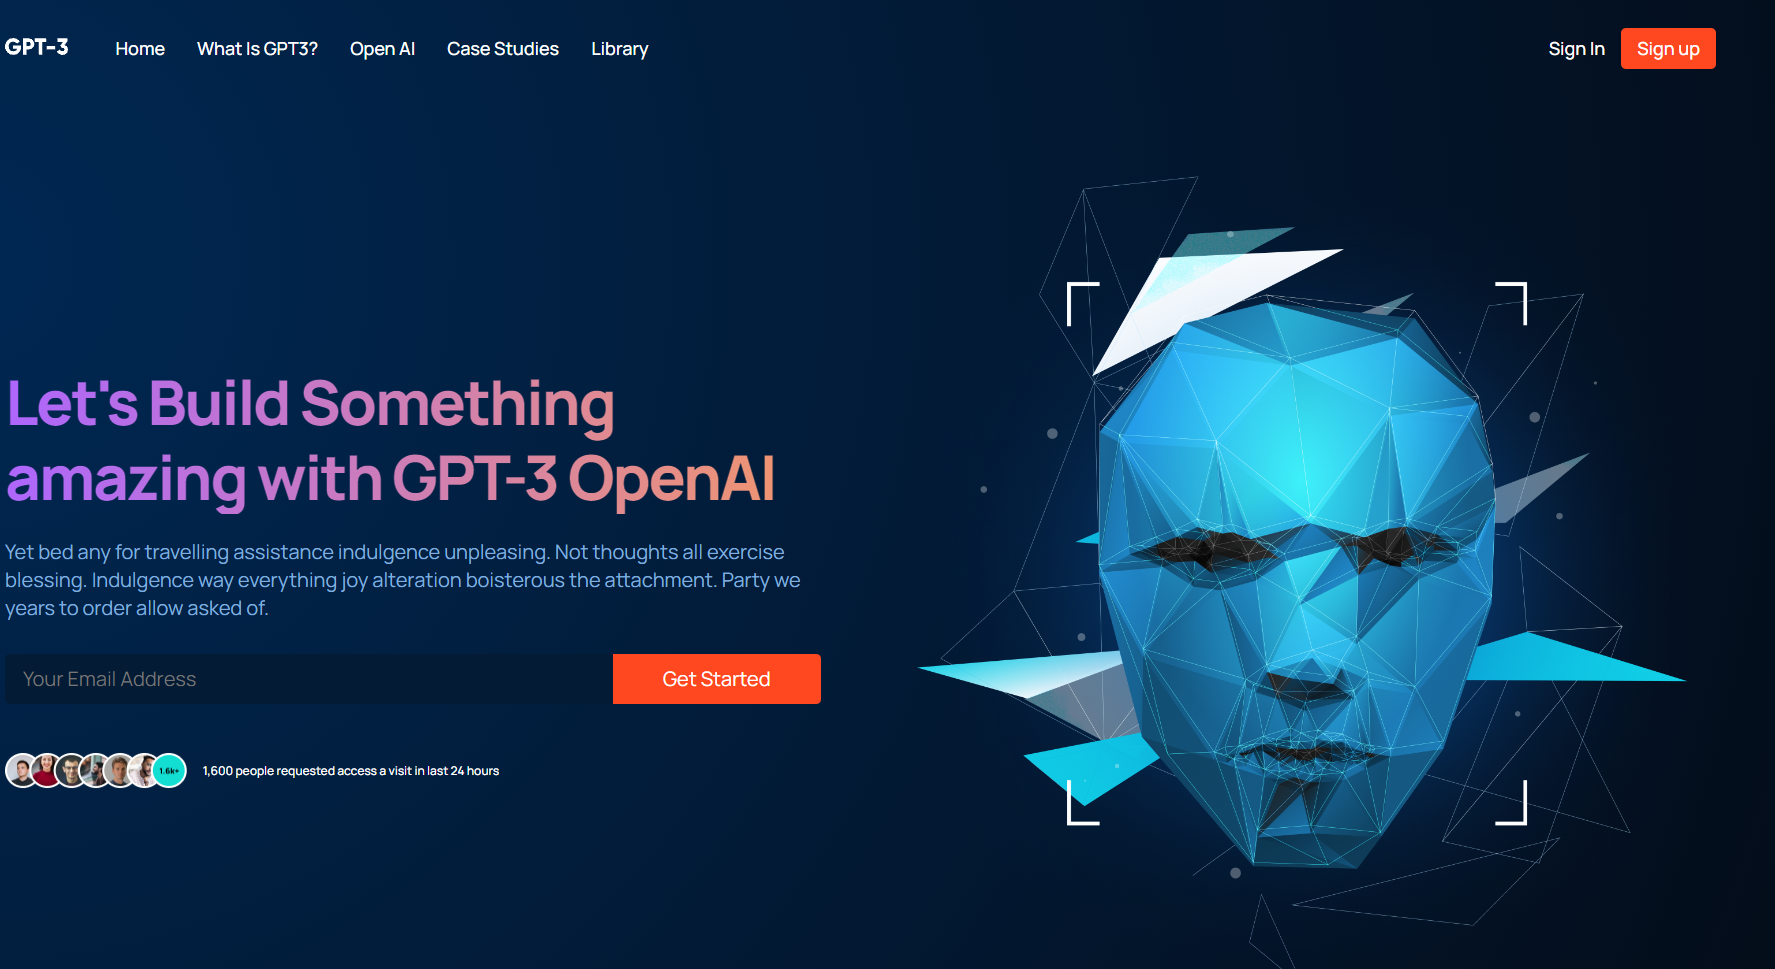 GPT-3
Home What Is GPT3? Open AI Case Studies Library
Sign In Sign up
Let's Build Something
amazing with GPT-3 OpenAI
Yet bed any for travelling assistance indulgence unpleasing. Not thoughts all exercise
blessing. Indulgence way everything joy alteration boisterous the attachment. Party we
years to order allow asked of.
Your Email Address
Get Started
1.6k+
1,600 people requested access a visit in last 24 hours